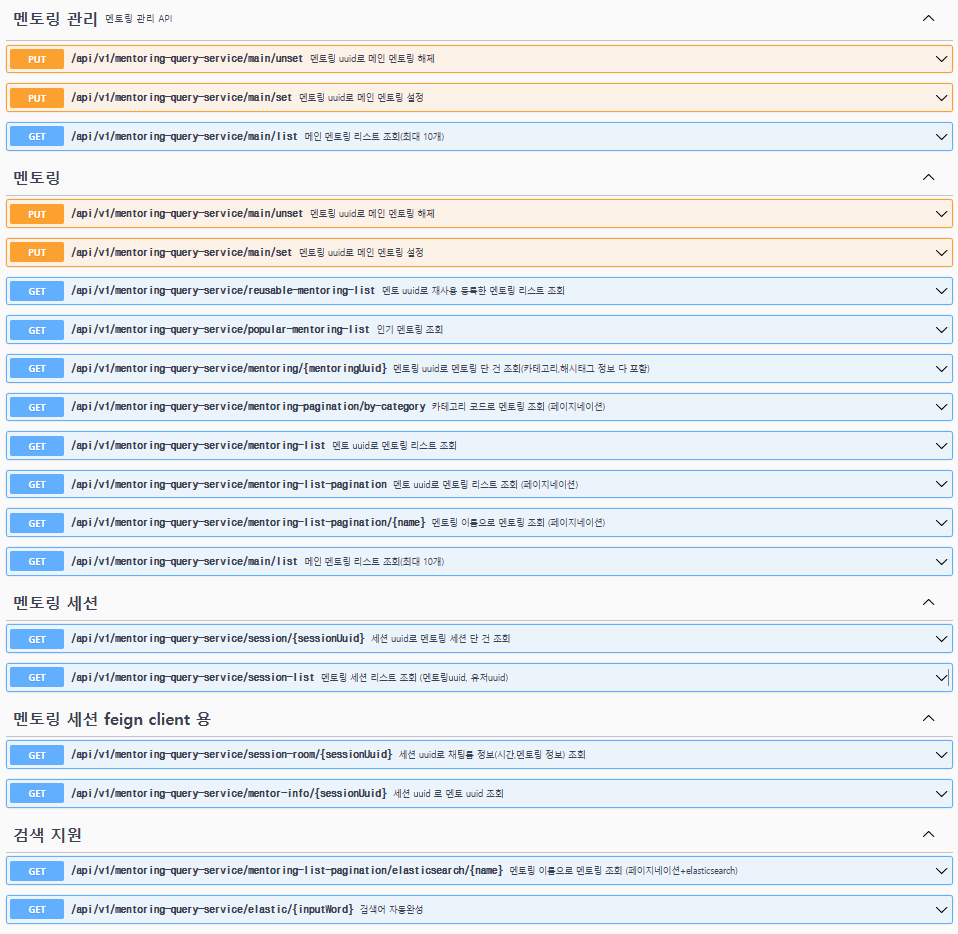 멘토링 관리 멘토링 관리 API
PUT /api/v1/mentoring-query-service/main/unset 멘토링 uuid로 메인 멘토링 해제
PUT /api/v1/mentoring-query-service/main/set 멘토링 uuid로 메인 멘토링 설정
GET /api/v1/mentoring-query-service/main/list 메인 멘토링 리스트 조회(최대 10개)
멘토링
PUT /api/v1/mentoring-query-service/main/unset 멘토링 uuid로 메인 멘토링 해제
PUT /api/v1/mentoring-query-service/main/set 멘토링 uuid로 메인 멘토링 설정
GET /api/v1/mentoring-query-service/reusable-mentoring-list 멘토 uuid로 재사용 등록한 멘토링 리스트 조회
GET /api/v1/mentoring-query-service/popular-mentoring-list 인기 멘토링 조회
GET /api/v1/mentoring-query-service/mentoring/{mentoringUuid} 멘토링 uuid로 멘토링 단 건 조회(카테고리,해시태그 정보 다 포함)
GET /api/v1/mentoring-query-service/mentoring-pagination/by-category 카테고리 코드로 멘토링 조회 (페이지네이션)
GET /api/v1/mentoring-query-service/mentoring-list 멘토 uuid로 멘토링 리스트 조회
GET /api/v1/mentoring-query-service/mentoring-list-pagination 멘토 uuid로 멘토링 리스트 조회 (페이지네이션)
GET /api/v1/mentoring-query-service/mentoring-list-pagination/{name} 멘토링 이름으로 멘토링 조회 (페이지네이션)
GET /api/v1/mentoring-query-service/main/list 메인 멘토링 리스트 조회(최대 10개)
멘토링 세션
GET /api/v1/mentoring-query-service/session/{sessionUuid} 세션 uuid로 멘토링 세션 단 건 조회
GET /api/v1/mentoring-query-service/session-list 멘토링 세션 리스트 조회 (멘토링uuid, 유저uuid)
멘토링 세션 feign client 용
GET /api/v1/mentoring-query-service/session-room/{sessionUuid} 세션 uuid로 채팅룸 정보(시간,멘토링 정보) 조회
GET /api/v1/mentoring-query-service/mentor-info/{sessionUuid} 세션 uuid 로 멘토 uuid 조회
검색 지원
GET /api/v1/mentoring-query-service/mentoring-list-pagination/elasticsearch/{name} 멘토링 이름으로 멘토링 조회 (페이지네이션+elasticsearch)
GET /api/v1/mentoring-query-service/elastic/{inputWord} 검색어 자동완성